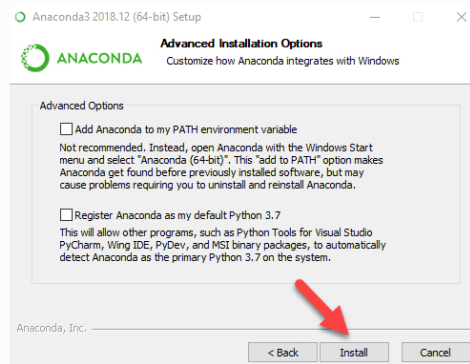 Anaconda3 2018.12 (64-bit) Setup
ANACONDA
Advanced Installation Options
Customize how Anaconda integrates with Windows
Advanced Options
Add Anaconda to my PATH environment variable
Not recommended. Instead, open Anaconda with the Windows Start
menu and select "Anaconda (64-bit)". This "add to PATH" option makes
Anaconda get found before previously installed software, but may
cause problems requiring you to uninstall and reinstall Anaconda.
Register Anaconda as my default Python 3.7
This will allow other programs, such as Python Tools for Visual Studio
PyCharm, Wing IDE, PyDev, and MSI binary packages, to automatically
detect Anaconda as the primary Python 3.7 on the system.
Anaconda, Inc.
< Back
Install
Cancel